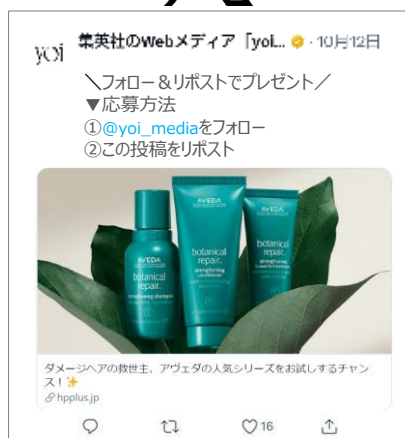 yoi
集英社のWebメディア「yoi... · 10月12日
＼フォロー＆リポストでプレゼント／
▼応募方法
①@yoi_mediaをフォロー
②この投稿をリポスト
AVEDA
botanical
repair.
strengthening shampoo
AVEDA
botanical
repair.
strengthening
conditioner
AVEDA
botanical
repair.
ダメージヘアの救世主、アヴェダの人気シリーズをお試しするチャン
ス！✨
hpplus.jp
16